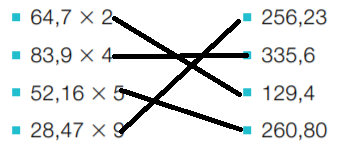 64,7 × 2
256,23
83,9 × 4
335,6
52,16 × 5
129,4
28,47 × 9
260,80